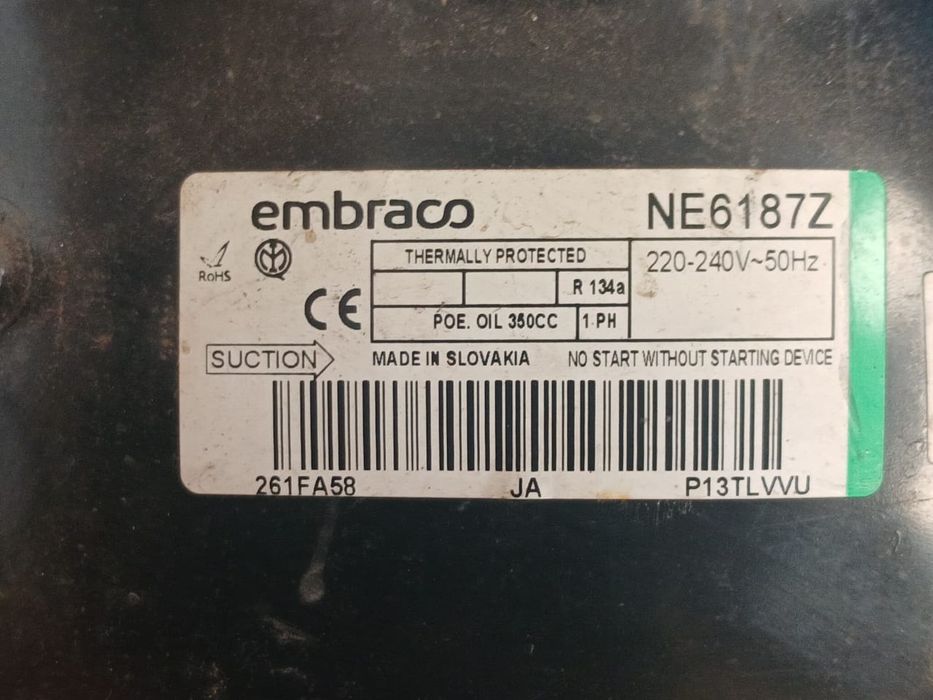 embraco
NE6187Z
THERMALLY PROTECTED
220-240V~50Hz
RoHS
R 134a
CE
POE. OIL 350CC
1 PH
SUCTION
MADE IN SLOVAKIA
NO START WITHOUT STARTING DEVICE
261FA58
JA
P13TLVVU